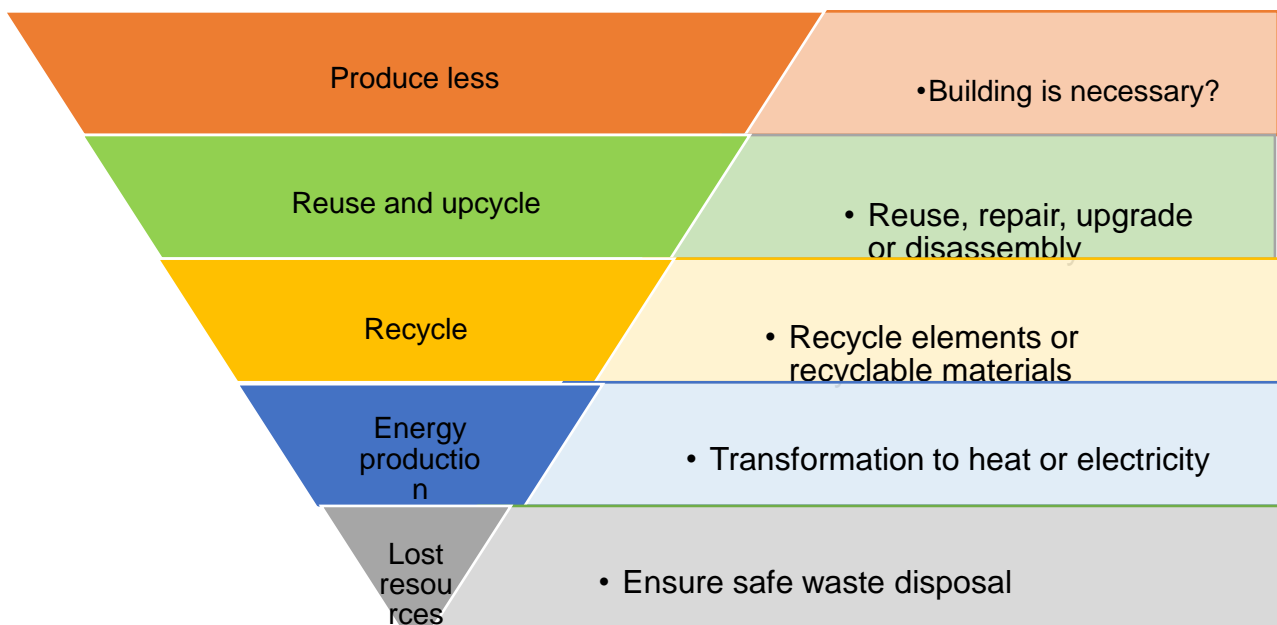 Produce less
•Building is necessary?
Reuse and upcycle
• Reuse, repair, upgrade
or disassembly
Recycle
• Recycle elements or
recyclable materials
Energy
productio
n
• Transformation to heat or electricity
Lost
resou
rces
• Ensure safe waste disposal